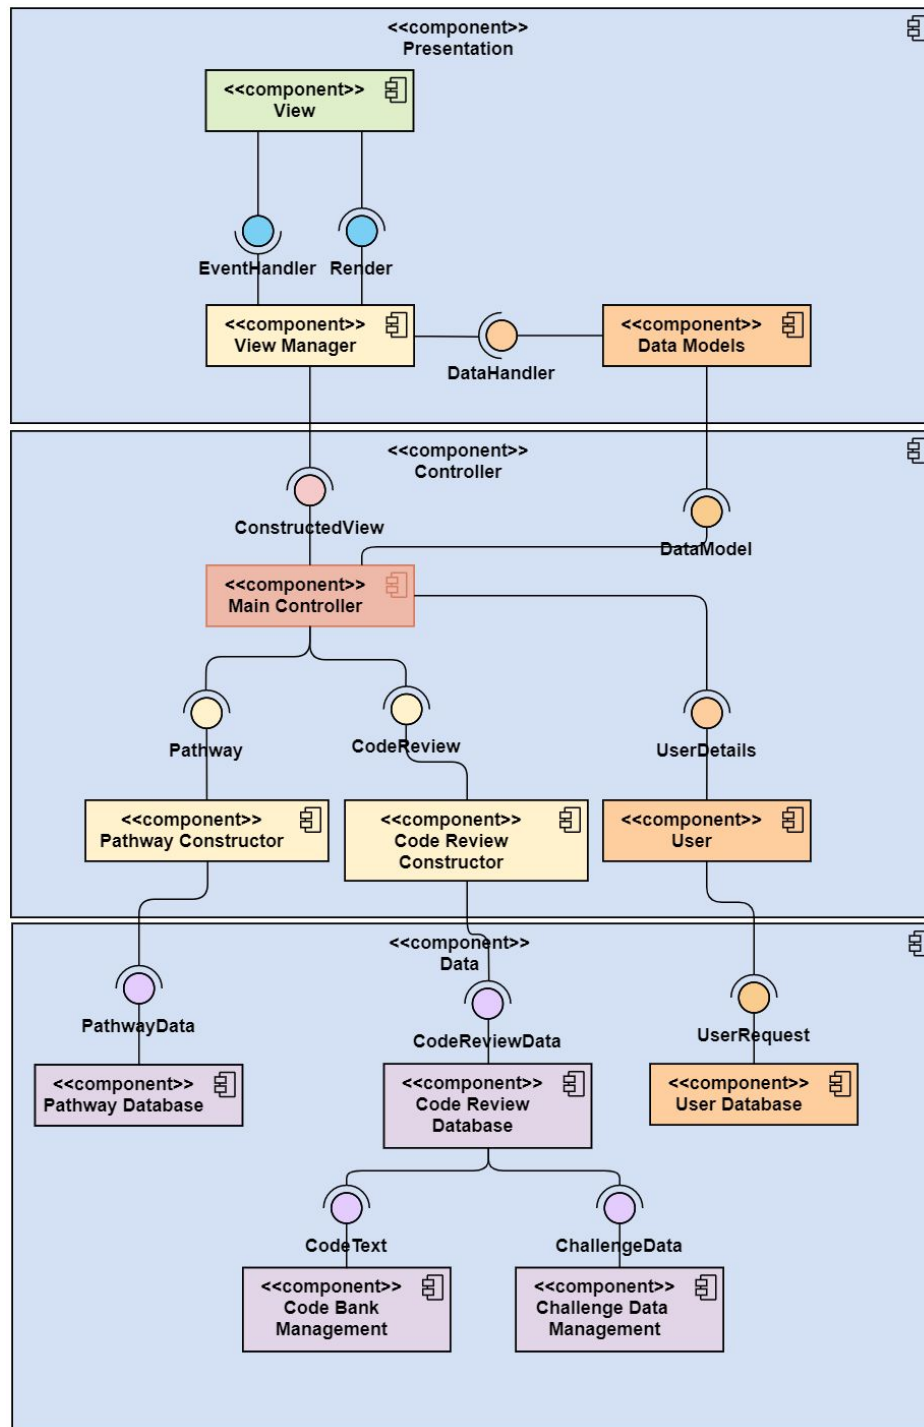 <<component>>
Presentation
<<component>>
View
EventHandler
Render
<<component>>
View Manager
DataHandler
<<component>>
Data Models
<<component>>
Controller
ConstructedView
DataModel
<<component>>
Main Controller
Pathway
CodeReview
UserDetails
<<component>>
Pathway Constructor
<<component>>
Code Review
Constructor
<<component>>
User
<<component>>
Data
PathwayData
CodeReviewData
UserRequest
<<component>>
Pathway Database
<<component>>
Code Review
Database
<<component>>
User Database
CodeText
ChallengeData
<<component>>
Code Bank
Management
<<component>>
Challenge Data
Management